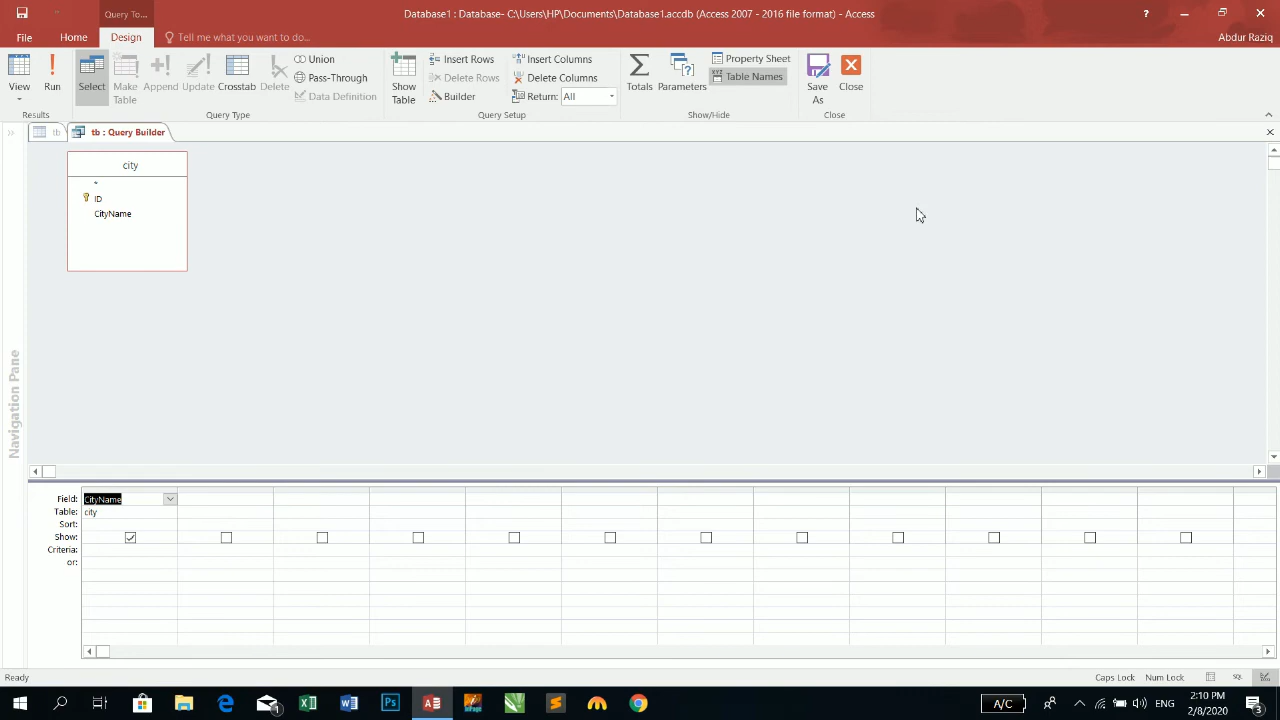 Query To...
Database1 : Database- C:\Users\HP\Documents\Database1.accdb (Access 2007 - 2016 file format) - Access
?
File Home Design Tell me what you want to do...
Abdur Raziq
View Run Select Make Table Append Update Crosstab Delete
Union
Pass-Through
Data Definition
Show Table
Insert Rows
Delete Rows
Builder
Insert Columns
Delete Columns
Return: All
Totals Parameters
Property Sheet
Table Names
Save As Close
Results Query Type Query Setup Show/Hide Close
tb tb : Query Builder
city
*
ID
CityName
Navigation Pane
Field: CityName
Table: city
Sort:
Show:
Criteria:
or:
Ready
Caps Lock Num Lock SQL
A/C
ENG
2:10 PM
2/8/2020